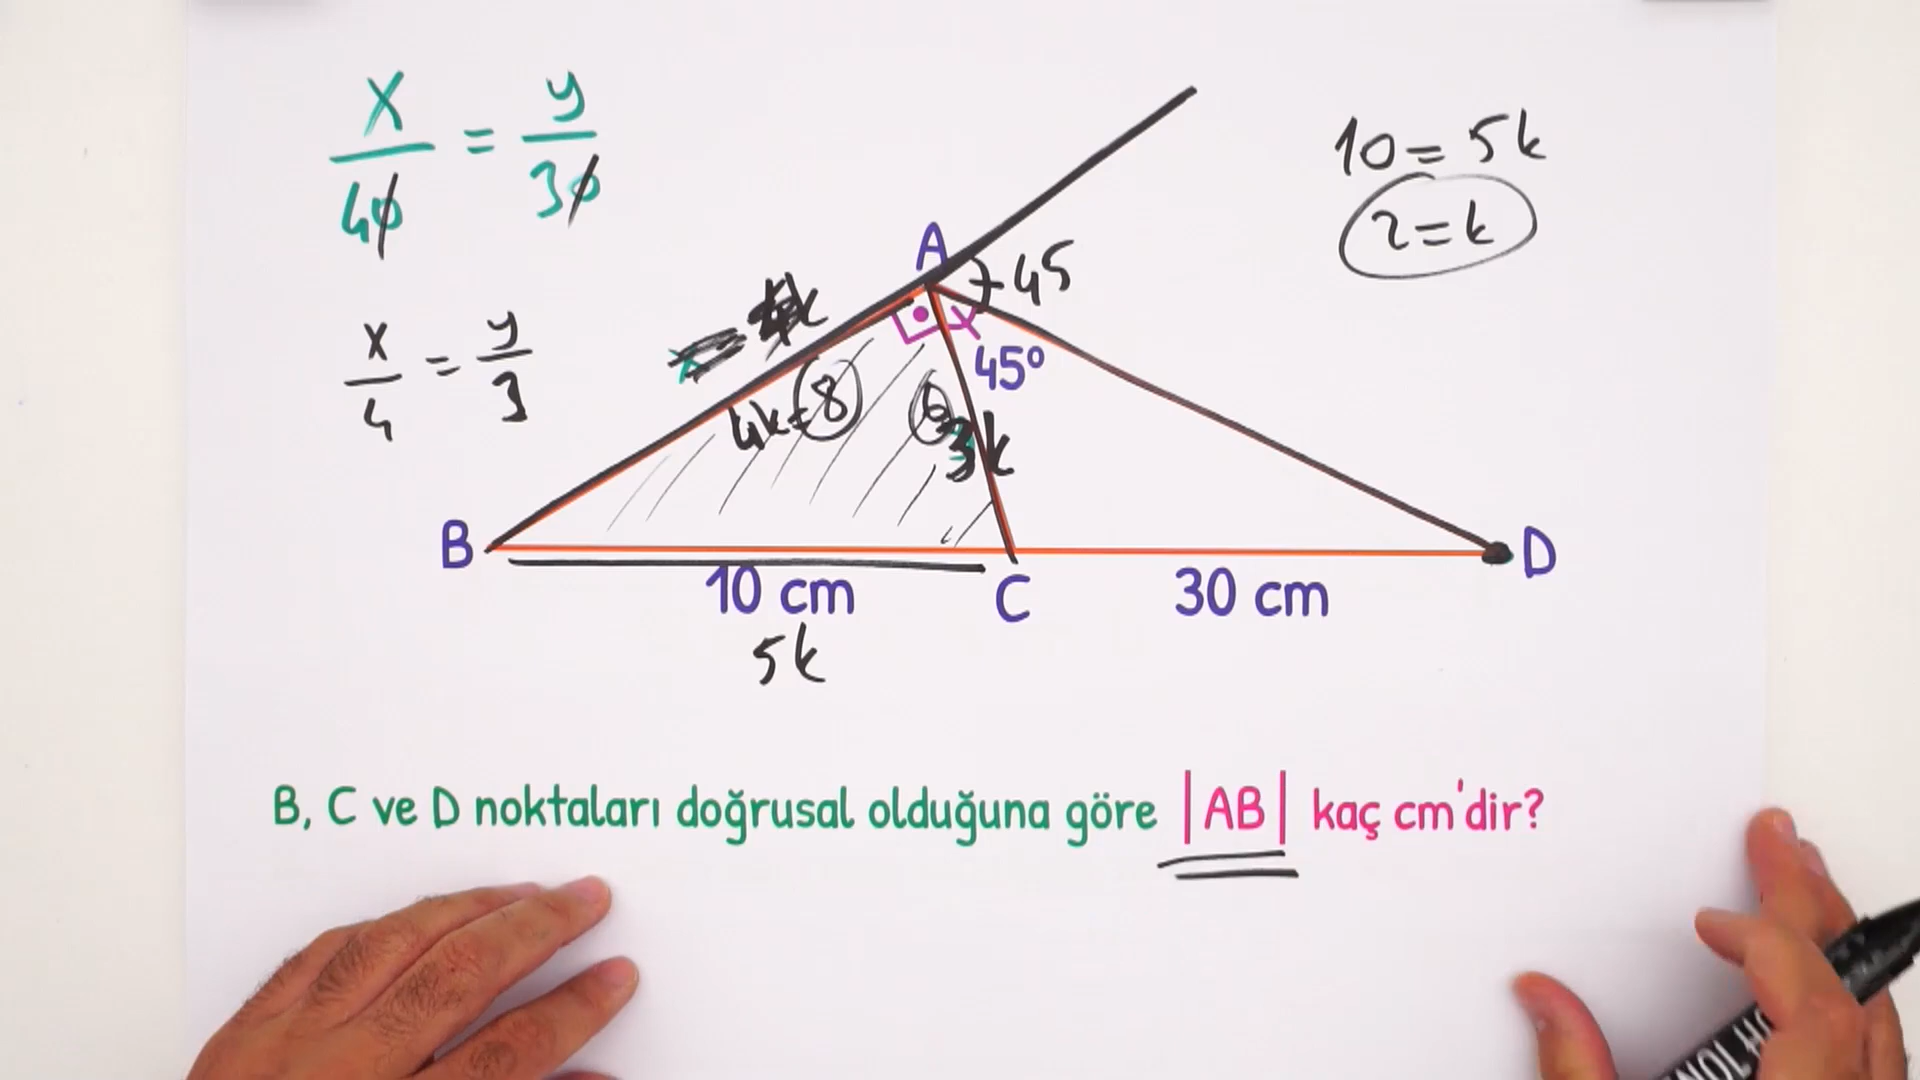 x/40 = y/30
x/4 = y/3
10 = 5k
2 = k
A
45
4k
45°
4k = 8
6
3k
B
10 cm
C
30 cm
D
5k
B, C ve D noktaları doğrusal olduğuna göre |AB| kaç cm'dir?